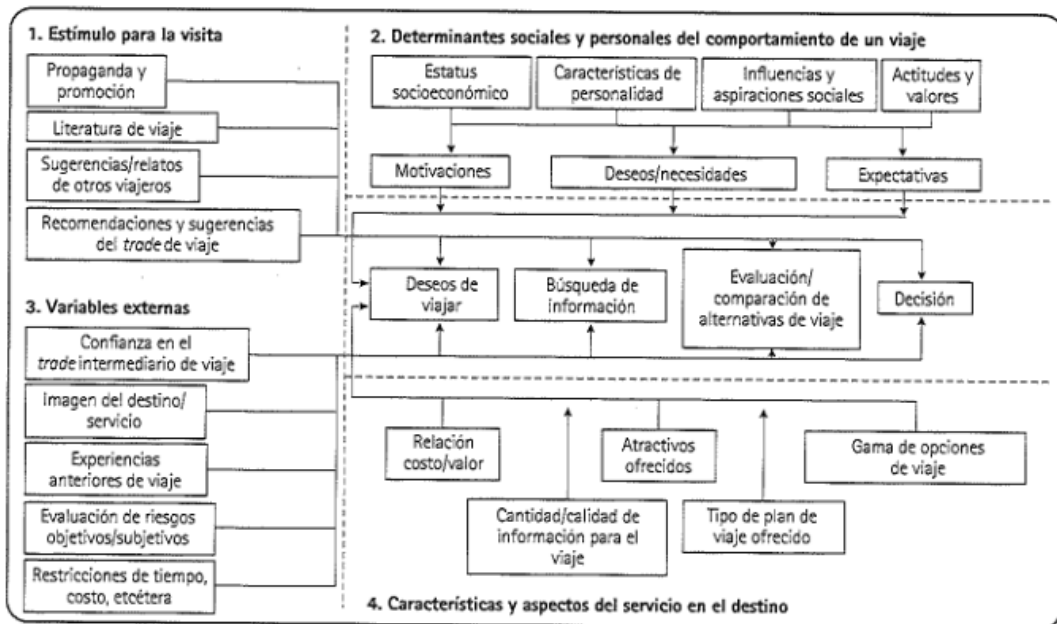 1. Estímulo para la visita
Propaganda y
promoción
Literatura de viaje
Sugerencias/relatos
de otros viajeros
Recomendaciones y sugerencias
del trade de viaje
2. Determinantes sociales y personales del comportamiento de un viaje
Estatus
socioeconómico
Características de
personalidad
Influencias y
aspiraciones sociales
Actitudes y
valores
Motivaciones
Deseos/necesidades
Expectativas
Deseos de
viajar
Búsqueda de
información
Evaluación/
comparación de
alternativas de viaje
Decisión
3. Variables externas
Confianza en el
trade intermediario de viaje
Imagen del destino/
servicio
Experiencias
anteriores de viaje
Evaluación de riesgos
objetivos/subjetivos
Restricciones de tiempo,
costo, etcétera
Relación
costo/valor
Atractivos
ofrecidos
Gama de opciones
de viaje
Cantidad/calidad de
información para el
viaje
Tipo de plan de
viaje ofrecido
4. Características y aspectos del servicio en el destino